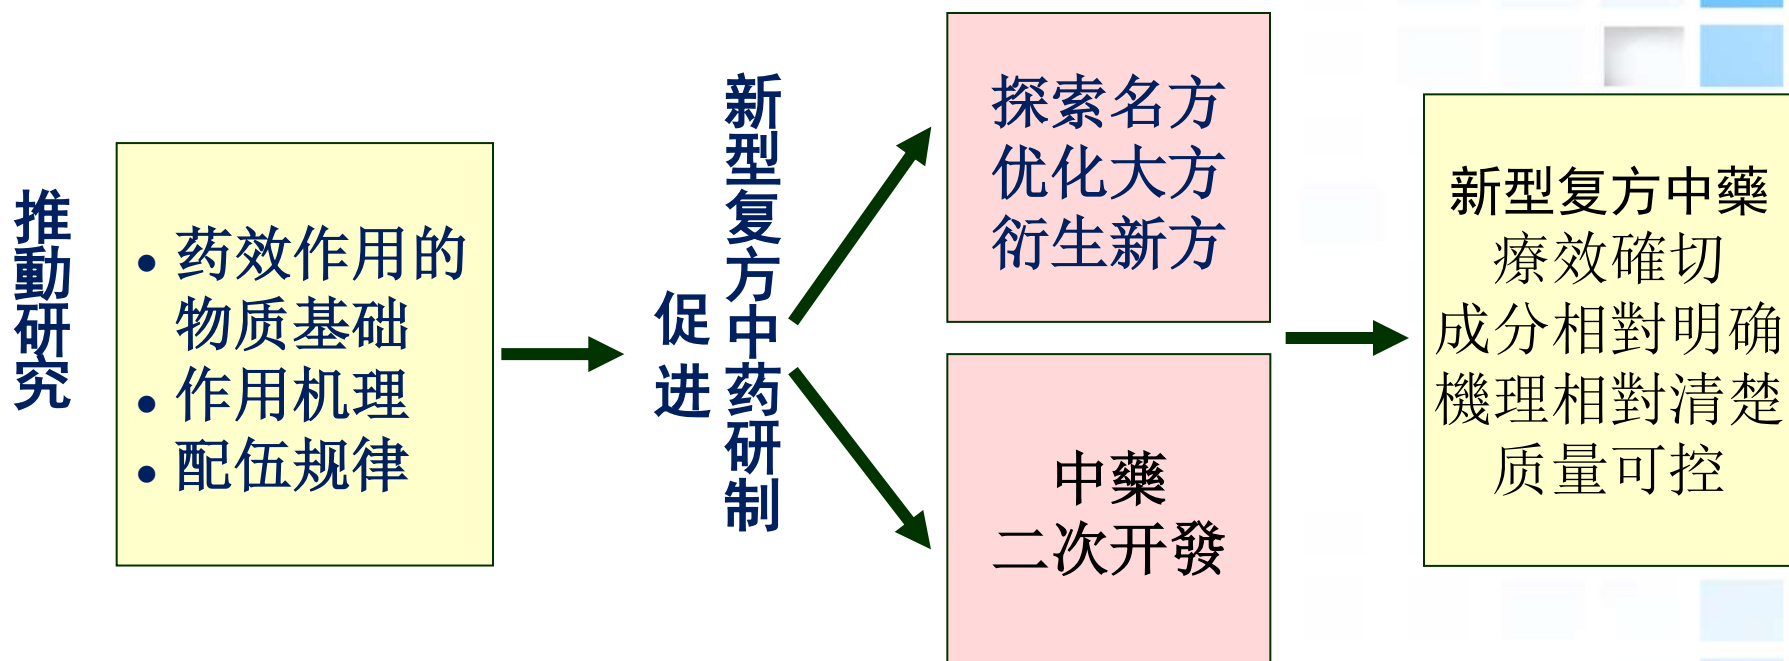 推動研究
• 药效作用的
物质基础
• 作用机理
• 配伍规律
促进
新型复方中药研制
探索名方
优化大方
衍生新方
中藥
二次开發
新型复方中藥
療效確切
成分相對明确
機理相對清楚
质量可控